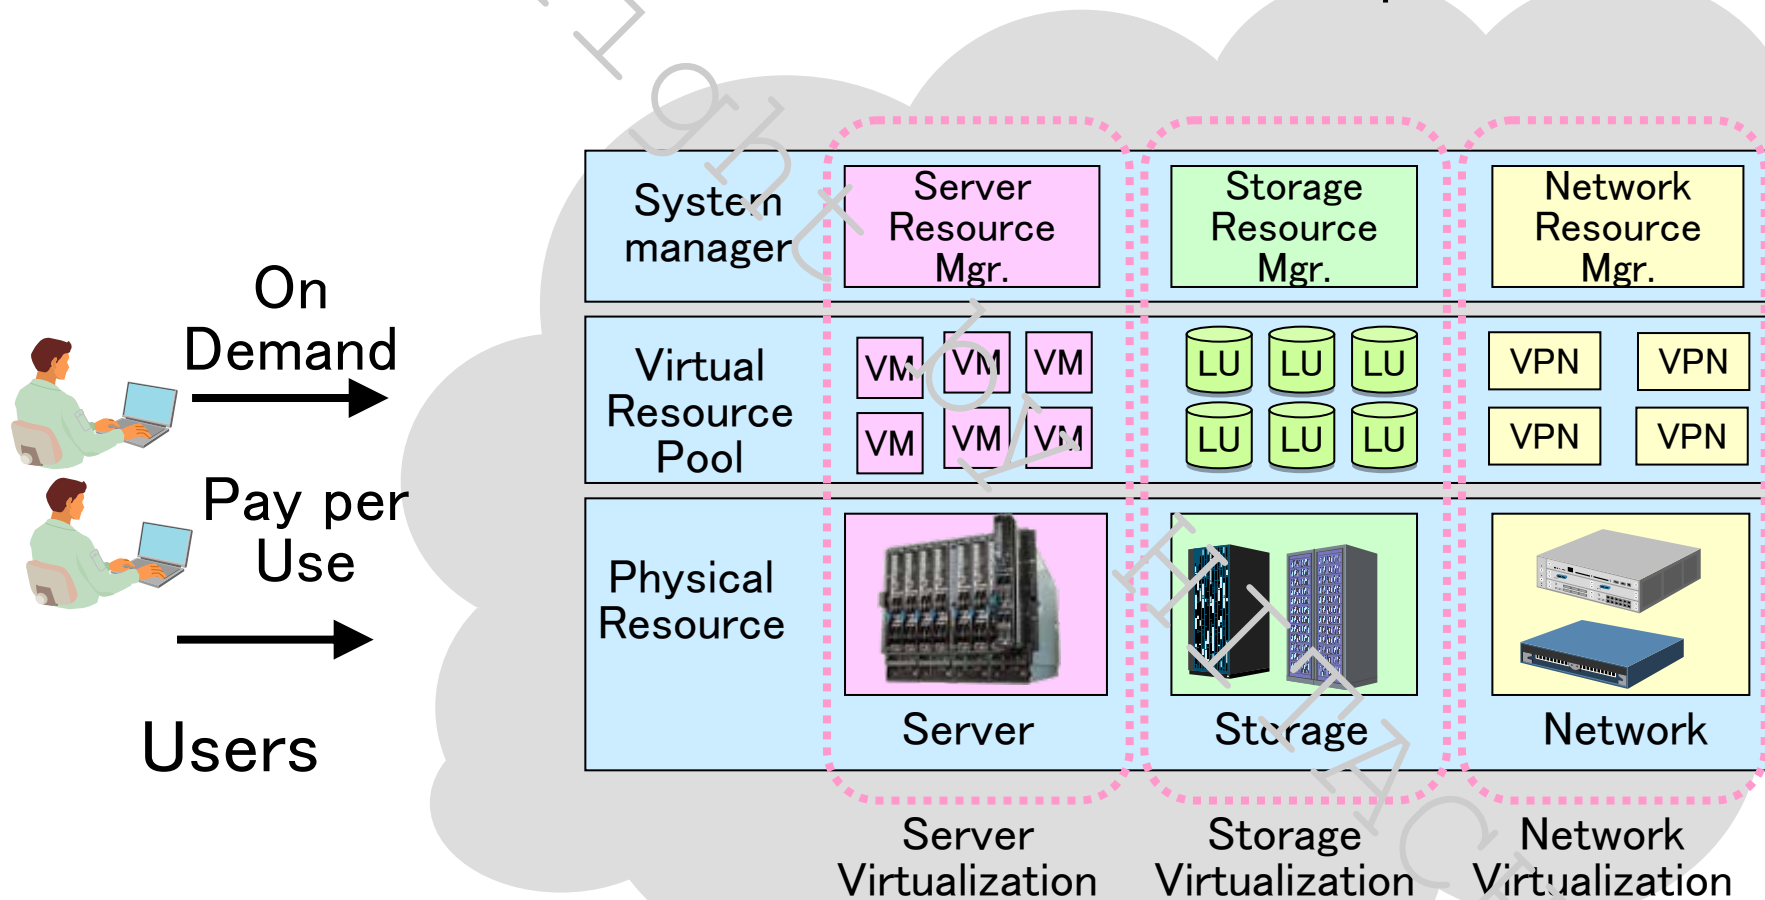 On
Demand
Pay per
Use
Users
System
manager
Server
Resource
Mgr.
Storage
Resource
Mgr.
Network
Resource
Mgr.
Virtual
Resource
Pool
VM VM VM
VM VM VM
LU LU LU
LU LU LU
VPN VPN
VPN VPN
Physical
Resource
Server
Storage
Network
Server
Virtualization
Storage
Virtualization
Network
Virtualization
by